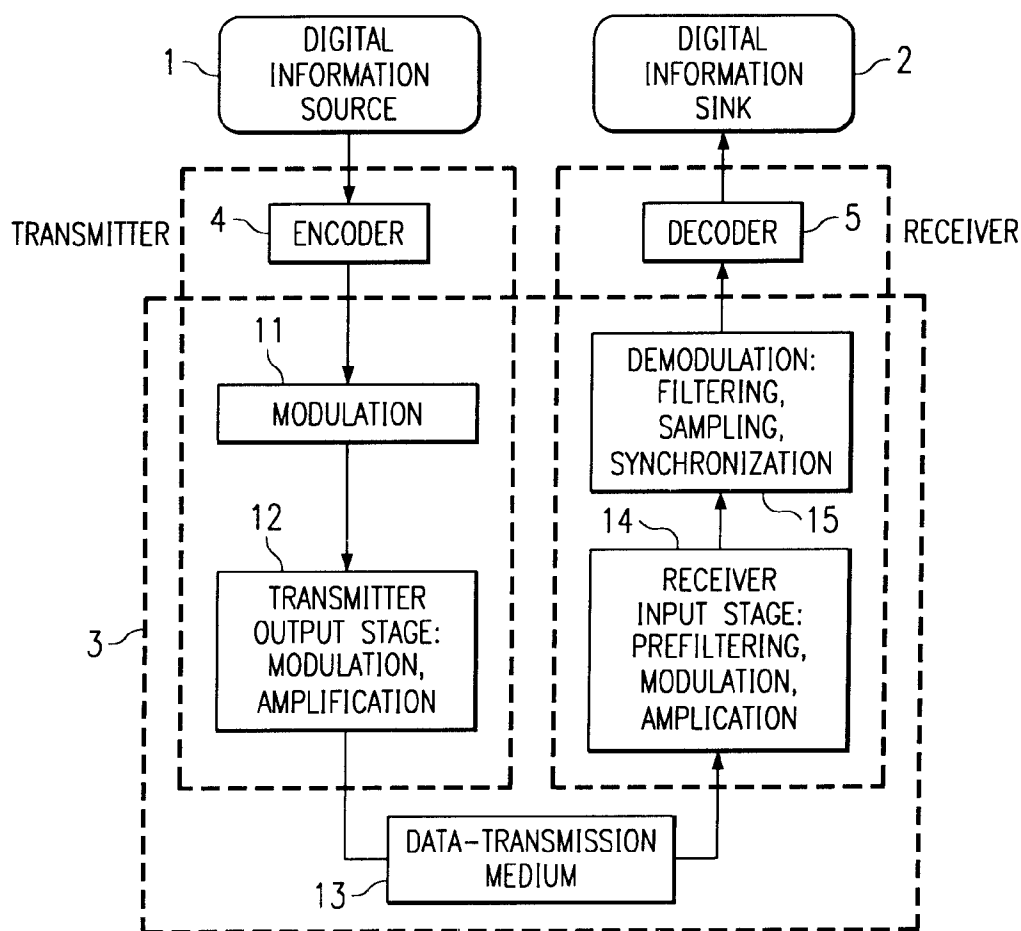 1
DIGITAL
INFORMATION
SOURCE
DIGITAL
INFORMATION
SINK
2
TRANSMITTER
4
ENCODER
DECODER
5
RECEIVER
11
MODULATION
DEMODULATION:
FILTERING,
SAMPLING,
SYNCHRONIZATION
15
12
TRANSMITTER
OUTPUT STAGE:
MODULATION,
AMPLIFICATION
14
RECEIVER
INPUT STAGE:
PREFILTERING,
MODULATION,
AMPLICATION
3
DATA-TRANSMISSION
MEDIUM
13